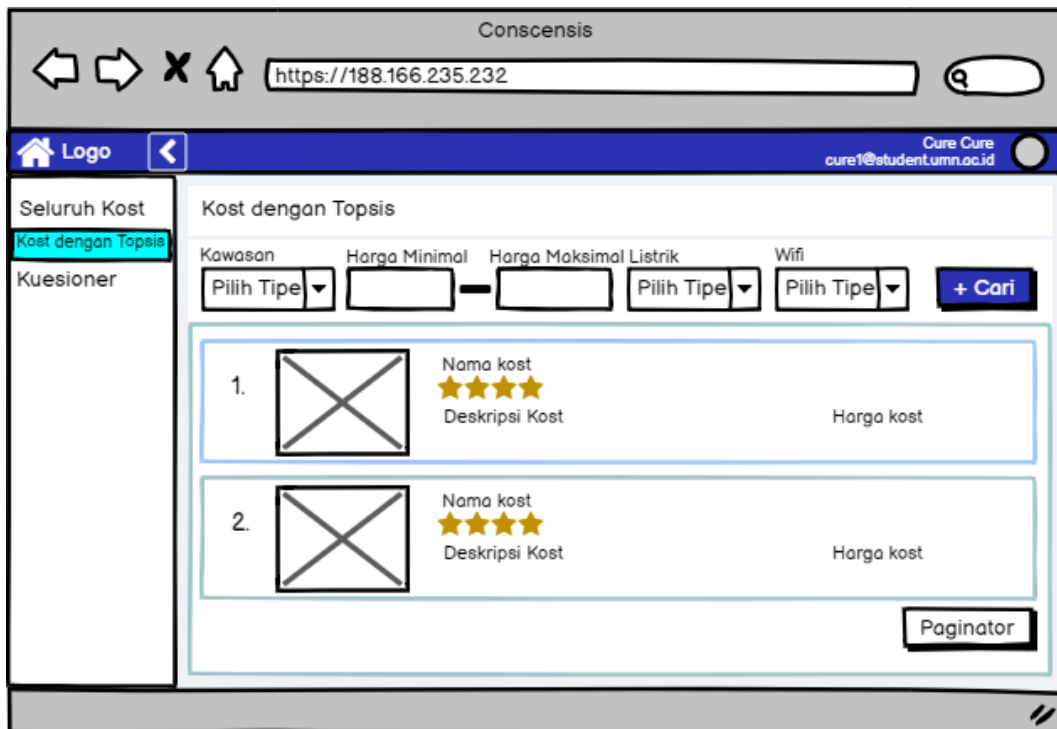 Conscensis
https://188.166.235.232
Logo
Cure Cure
cure1@student.umn.ac.id
Seluruh Kost
Kost dengan Topsis
Kuesioner
Kost dengan Topsis
Kawasan Harga Minimal Harga Maksimal Listrik Wifi
Pilih Tipe Pilih Tipe Pilih Tipe + Cari
1.
Nama kost
Deskripsi Kost Harga kost
2.
Nama kost
Deskripsi Kost Harga kost
Paginator